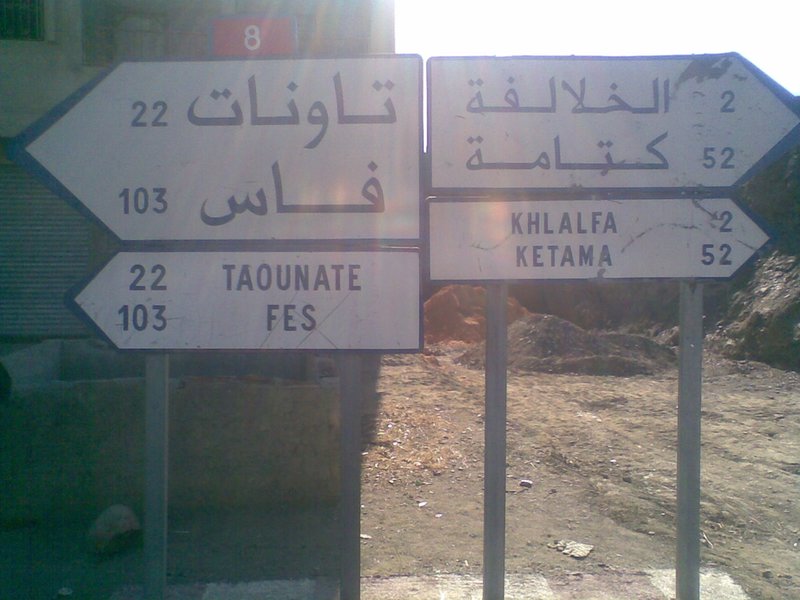 8
تاونات 22
فاس 103
22 TAOUNATE
103 FES
الخلالفة 2
كتامة 52
KHLALFA 2
KETAMA 52